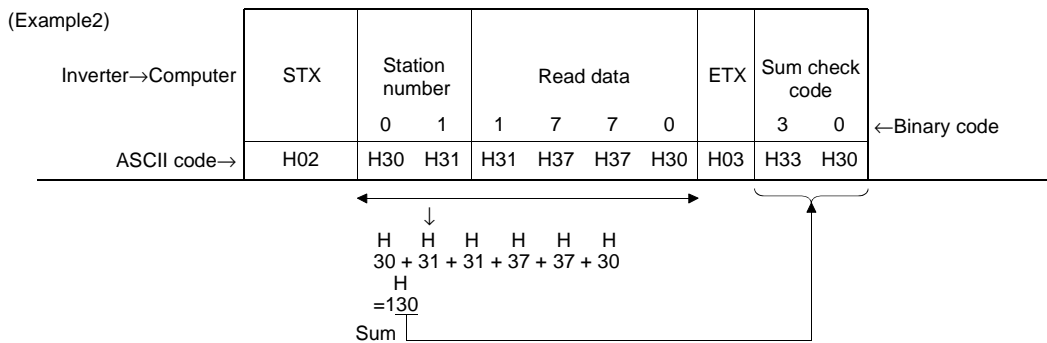 (Example2)
Inverter→Computer
STX
Station
number
Read data
ETX
Sum check
code
0 1 1 7 7 0 3 0
←Binary code
ASCII code→
H02 H30 H31 H31 H37 H37 H30 H03 H33 H30
↓
H H H H H H
30 + 31 + 31 + 37 + 37 + 30
H
=130
Sum